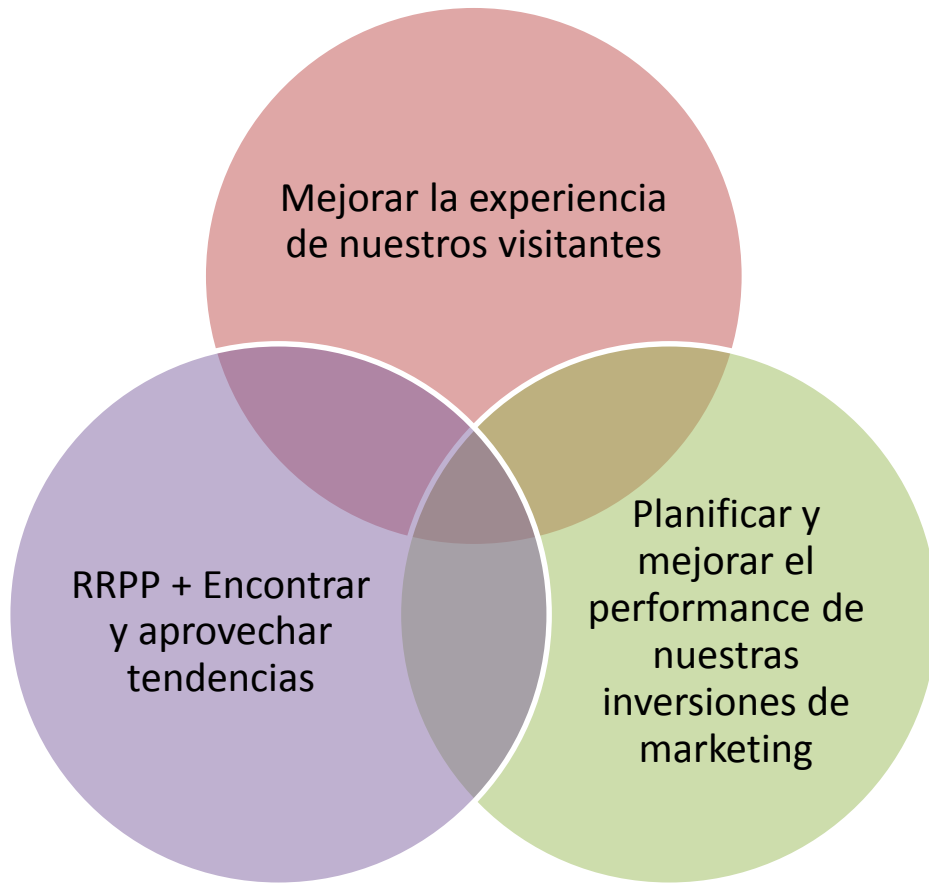 Mejorar la experiencia
de nuestros visitantes
RRPP + Encontrar
y aprovechar
tendencias
Planificar y
mejorar el
performance de
nuestras
inversiones de
marketing